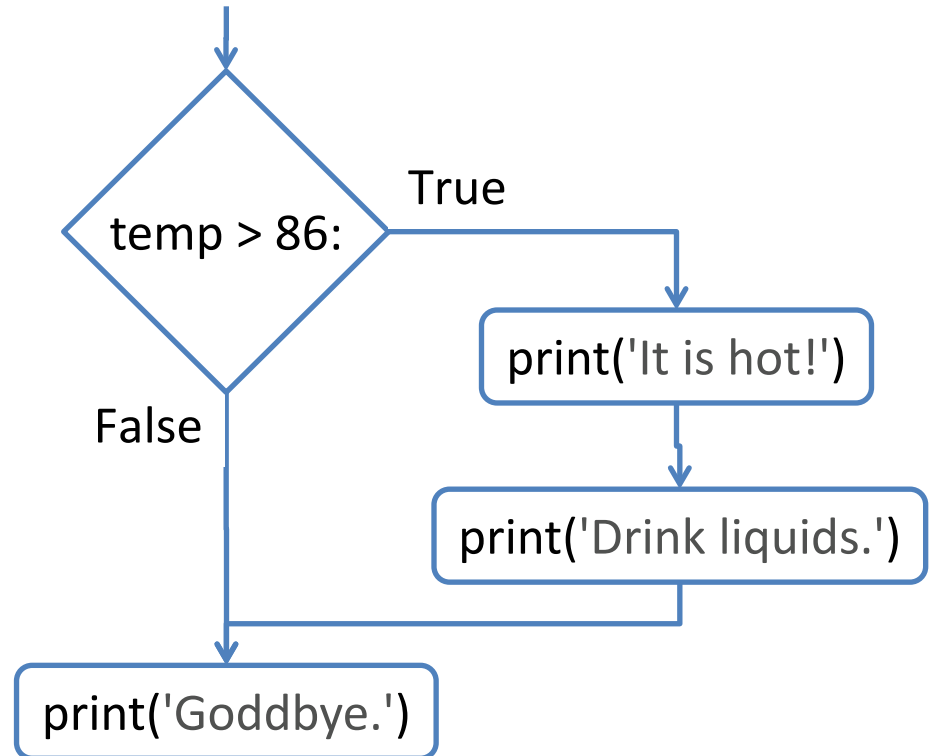 True
temp > 86:
print('It is hot!')
False
print('Drink liquids.')
print('Goddbye.')